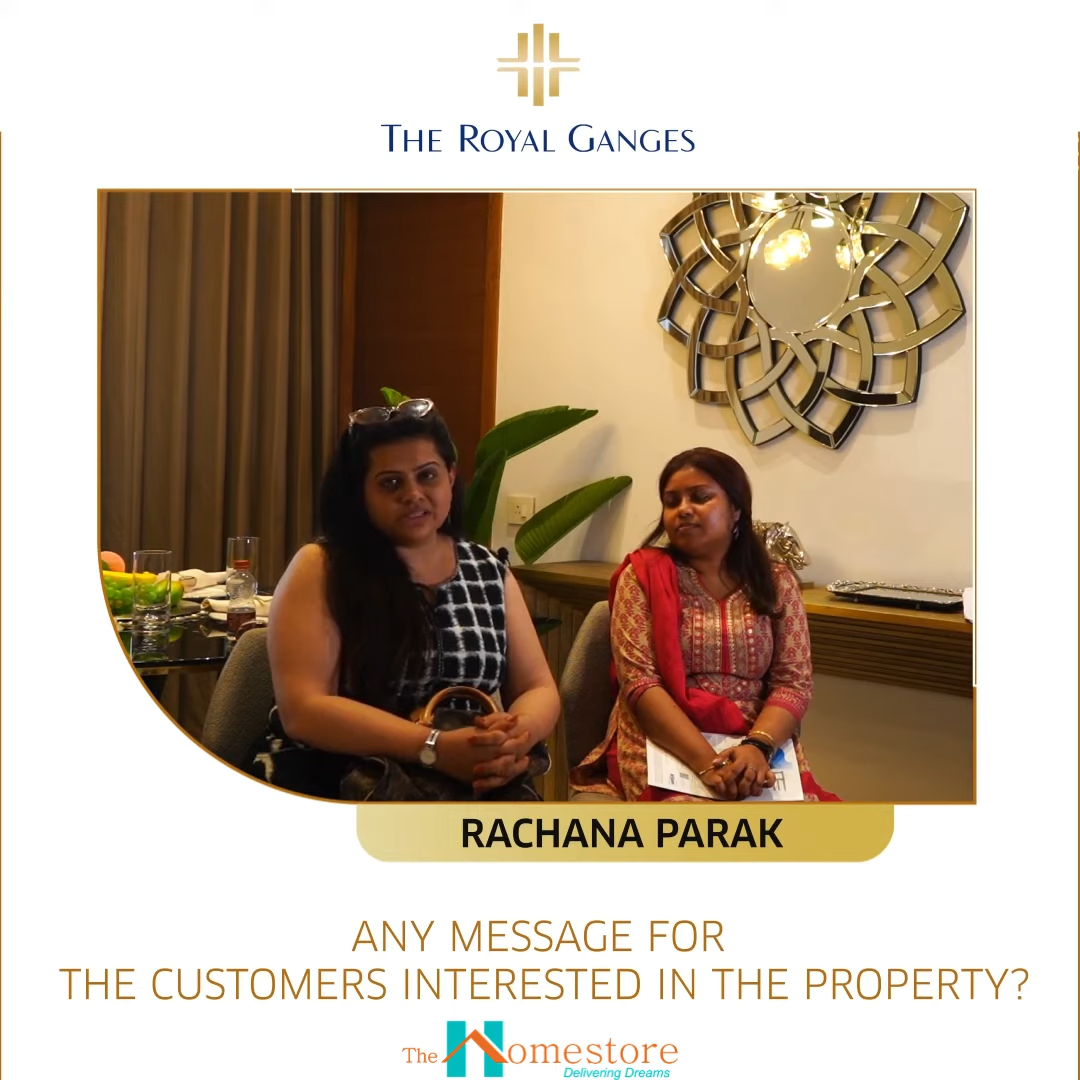 THE ROYAL GANGES
RACHANA PARAK
ANY MESSAGE FOR
THE CUSTOMERS INTERESTED IN THE PROPERTY?
The Homestore
Delivering Dreams